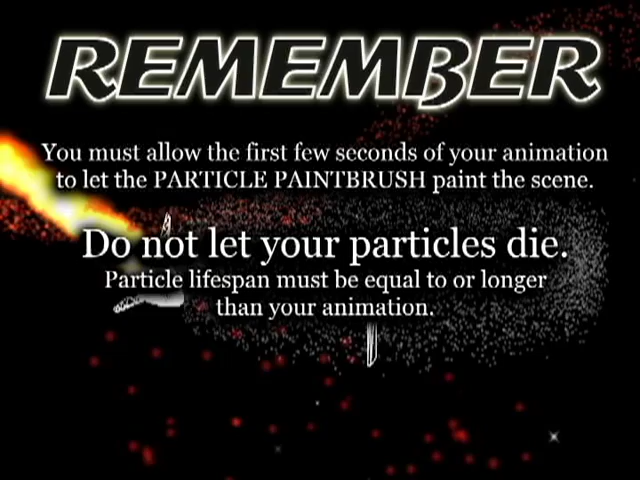 REMEMBER
You must allow the first few seconds of your animation
to let the PARTICLE PAINTBRUSH paint the scene.
Do not let your particles die.
Particle lifespan must be equal to or longer
than your animation.